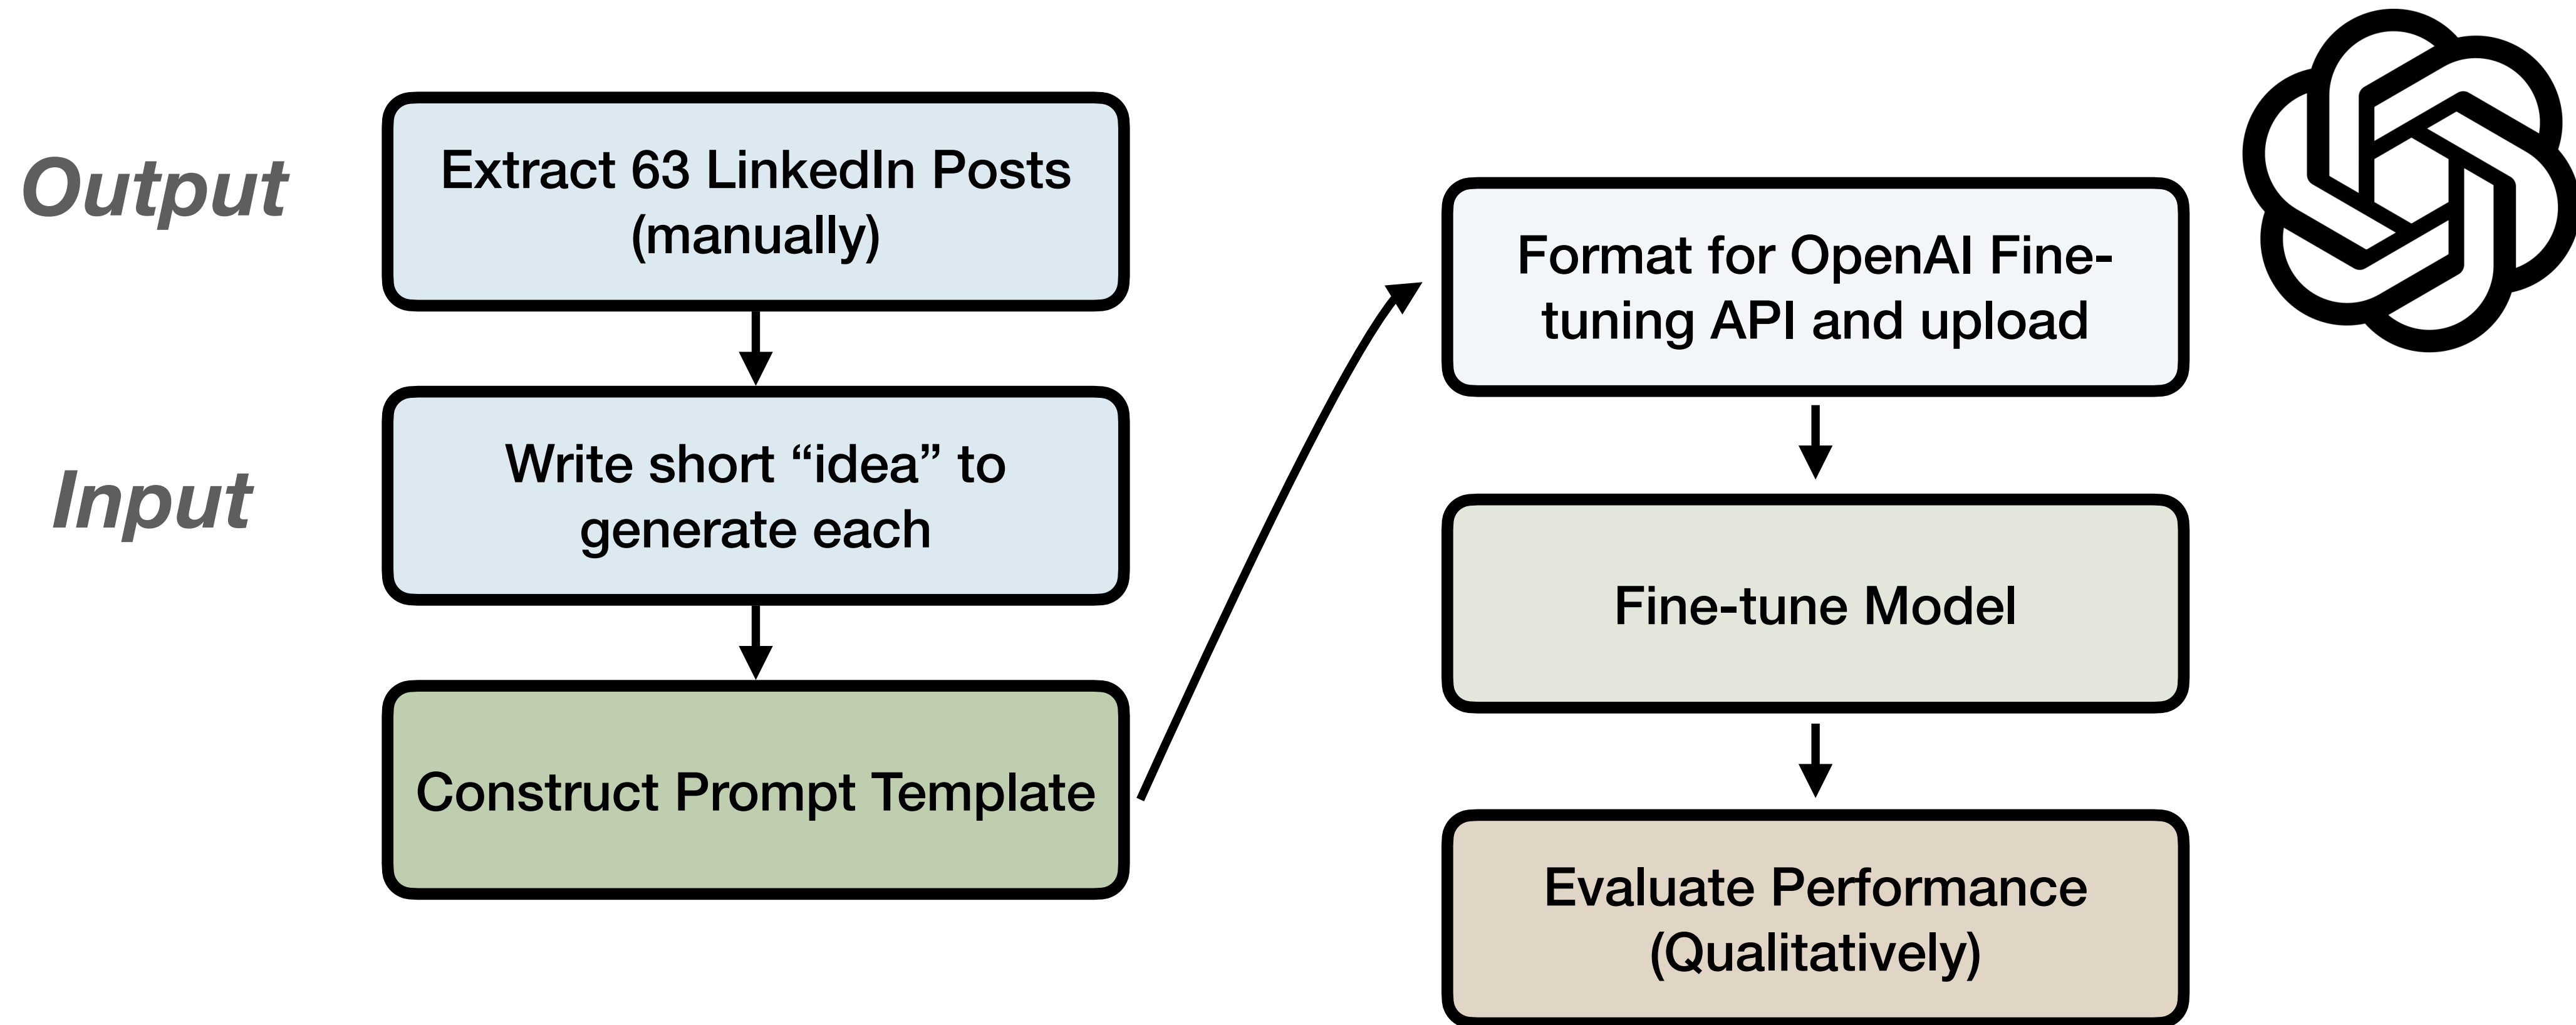 Output
Extract 63 LinkedIn Posts
(manually)
Input
Write short “idea” to
generate each
Construct Prompt Template
Format for OpenAI Fine-
tuning API and upload
Fine-tune Model
Evaluate Performance
(Qualitatively)